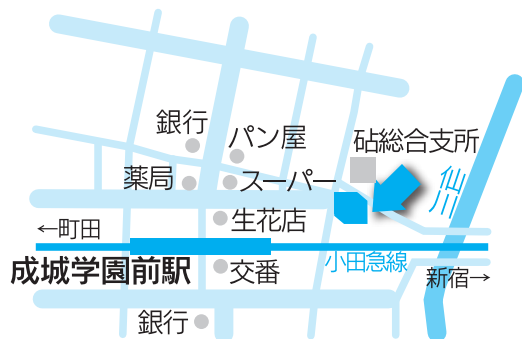 銀行
パン屋
砧総合支所
薬局
スーパー
仙川
生花店
←町田
小田急線
成城学園前駅
交番
新宿→
銀行